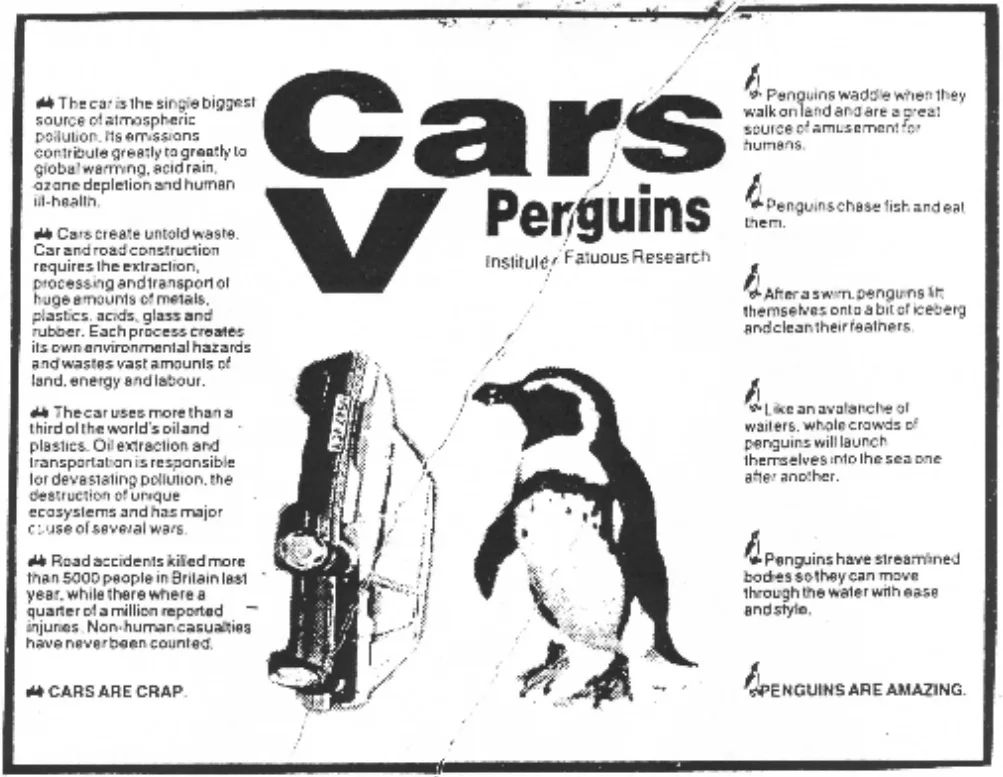 Cars
V
Penguins
Institute Fatuous Research
The car is the single biggest
source of atmospheric
pollution. Its emissions
contribute greatly to greatly to
global warming, acid rain,
ozone depletion and human
ill-health.
Cars create untold waste.
Car and road construction
requires the extraction,
processing and transport of
huge amounts of metals,
plastics, acids, glass and
rubber. Each process creates
its own environmental hazards
and wastes vast amounts of
land, energy and labour.
The car uses more than a
third of the world's oil and
plastics. Oil extraction and
transportation is responsible
for devastating pollution, the
destruction of unique
ecosystems and has major
cause of several wars.
Road accidents killed more
than 5000 people in Britain last
year, while there where a
quarter of a million reported
injuries. Non-human casualties
have never been counted.
CARS ARE CRAP.
Penguins waddle when they
walk on land and are a great
source of amusement for
humans.
Penguins chase fish and eat
them.
After a swim, penguins lift
themselves onto a bit of iceberg
and clean their feathers.
Like an avalanche of
waiters, whole crowds of
penguins will launch
themselves into the sea one
after another.
Penguins have streamlined
bodies so they can move
through the water with ease
and style.
PENGUINS ARE AMAZING.